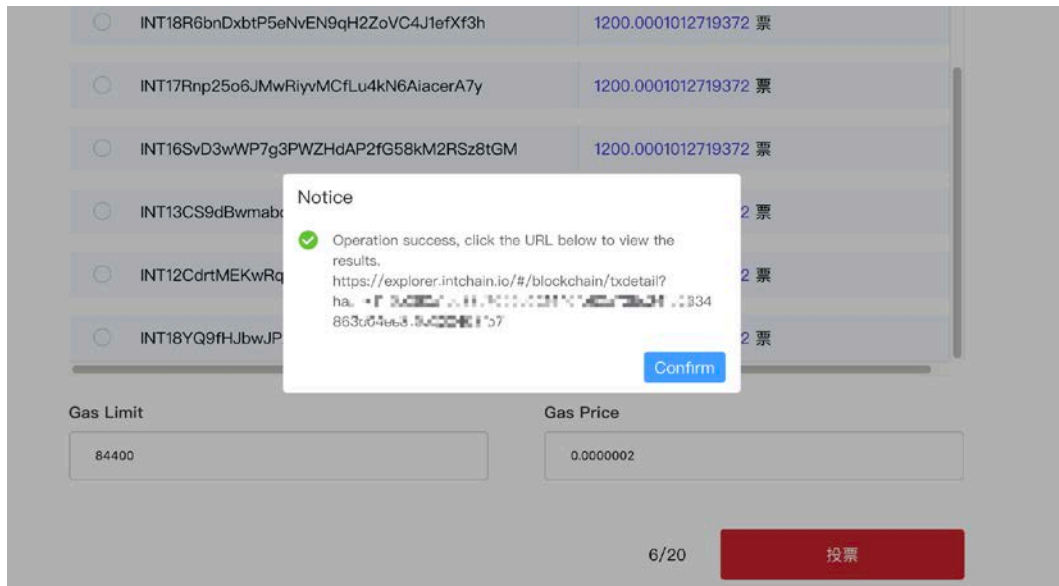 INT18R6bnDxbtP5eNvEN9qH2ZoVC4J1efXf3h 1200.0001012719372 票
INT17Rnp25o6JMwRiyvMCfLu4kN6AiacerA7y 1200.0001012719372 票
INT16SvD3wWP7g3PWZHdAP2fG58kM2RSz8tGM 1200.0001012719372 票
Notice
INT13CS9dBwmabd 2 票
Operation success, click the URL below to view the
results.
INT12CdrtMEKwRq 2 票
https://explorer.intchain.io/#/blockchain/txdetail?
INT18YQ9fHJbwJP 2 票
Confirm
Gas Limit Gas Price
84400 0.0000002
6/20 投票